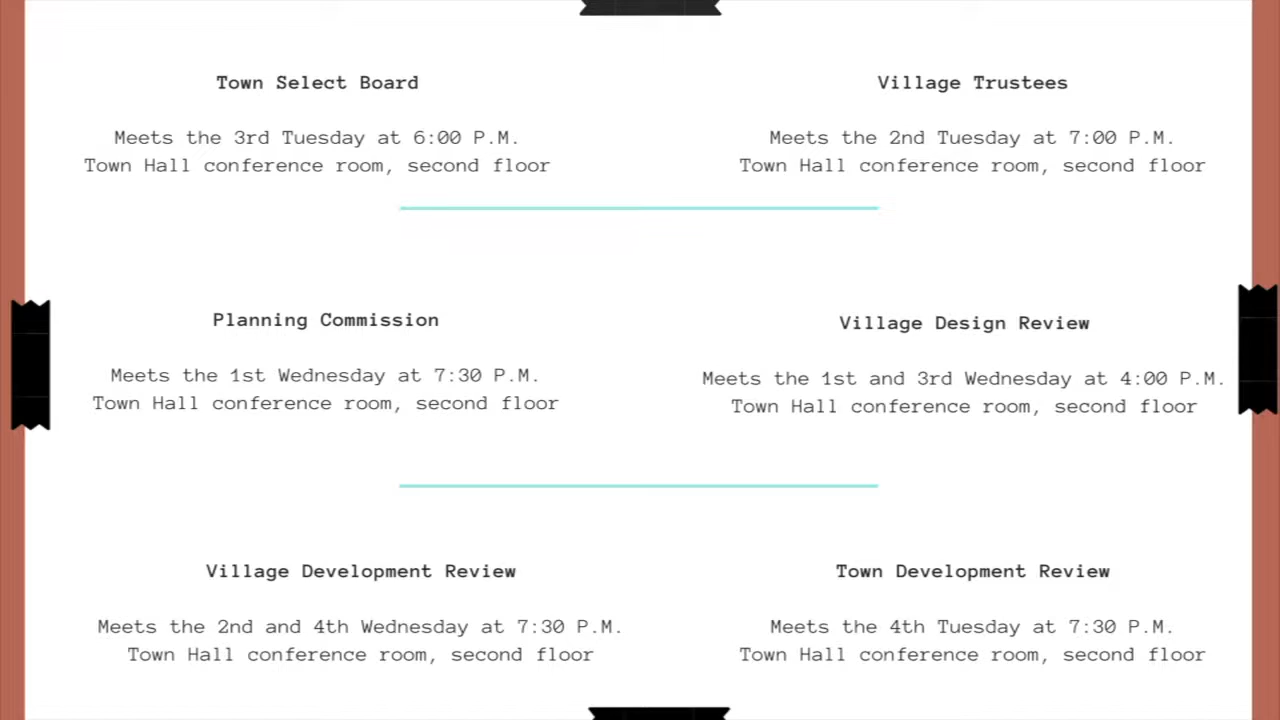 Town Select Board
Meets the 3rd Tuesday at 6:00 P.M.
Town Hall conference room, second floor
Village Trustees
Meets the 2nd Tuesday at 7:00 P.M.
Town Hall conference room, second floor
Planning Commission
Meets the 1st Wednesday at 7:30 P.M.
Town Hall conference room, second floor
Village Design Review
Meets the 1st and 3rd Wednesday at 4:00 P.M.
Town Hall conference room, second floor
Village Development Review
Meets the 2nd and 4th Wednesday at 7:30 P.M.
Town Hall conference room, second floor
Town Development Review
Meets the 4th Tuesday at 7:30 P.M.
Town Hall conference room, second floor